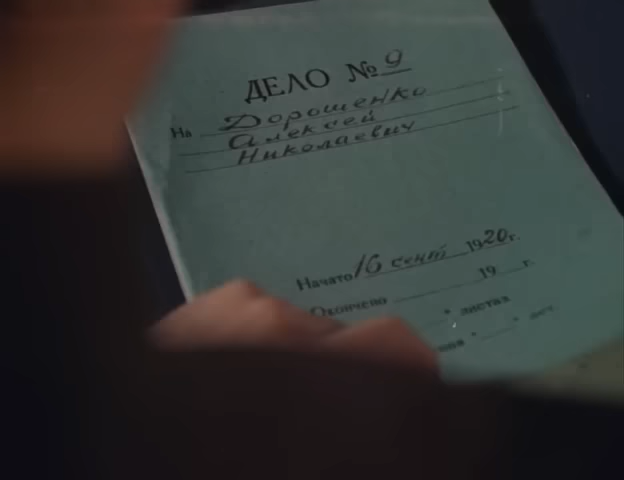 ДЕЛО № 9
На Дорошенко
Алексей
Николаевич
Начато 16 сент 1920 г.
Окончено 19 г.
" листах